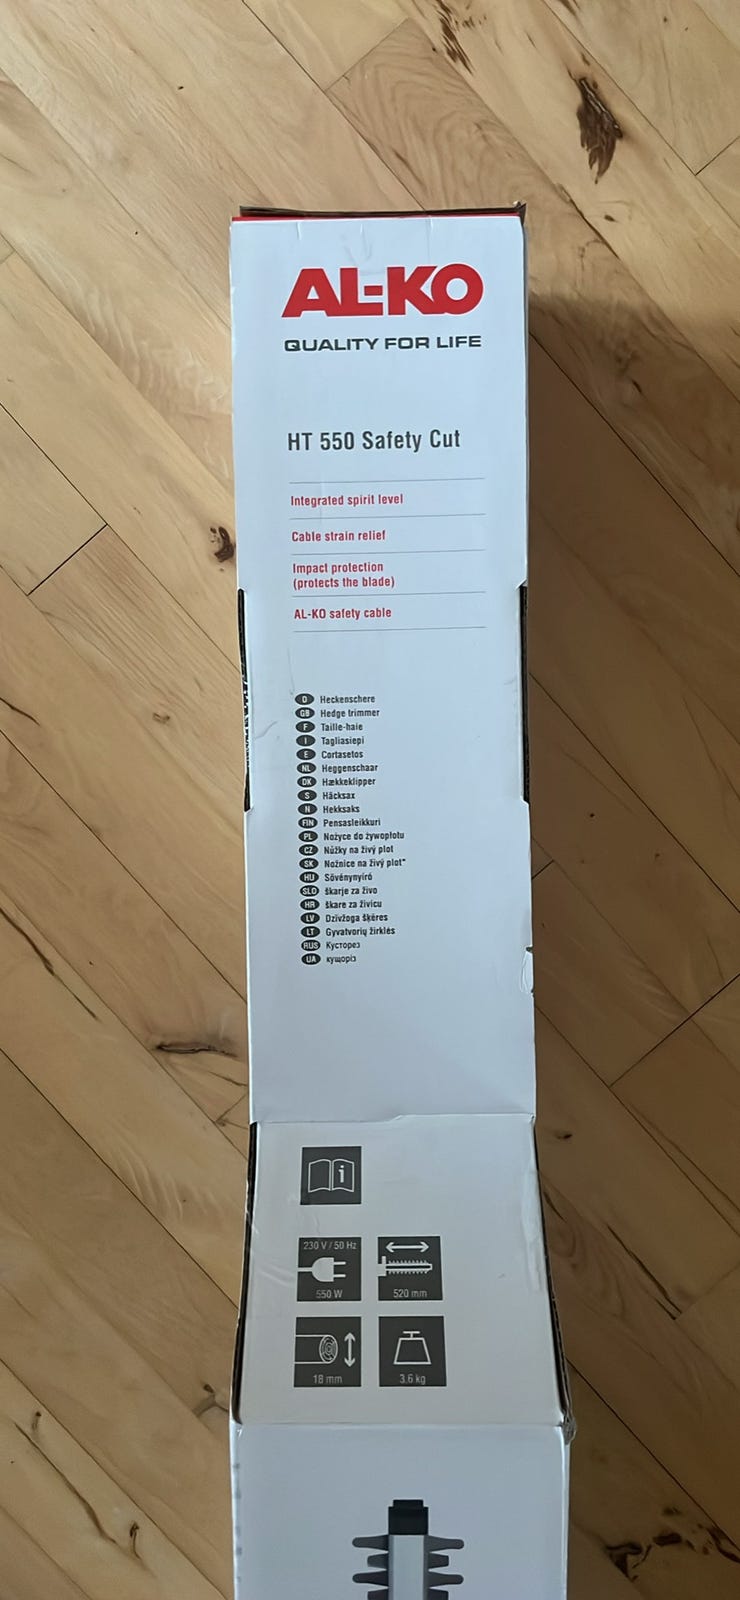 AL-KO
QUALITY FOR LIFE
HT 550 Safety Cut
Integrated spirit level
Cable strain relief
Impact protection
(protects the blade)
AL-KO safety cable
D Heckenschere
GB Hedge trimmer
F Taille-haie
I Tagliasiepi
E Cortasetos
NL Heggenschaar
DK Hækkeklipper
S Häcksax
N Hekksaks
FIN Pensasleikkuri
PL Nożyce do żywopłotu
CZ Nůžky na živý plot
SK Nožnice na živý plot"
HU Sövénynyíró
SLO škarje za živo
HR škare za živicu
LV Dzīvžoga šķēres
LT Gyvatvorių žirklės
RUS Кусторез
UA кущоріз
i
230 V / 50 Hz
550 W
520 mm
18 mm
3.6 kg